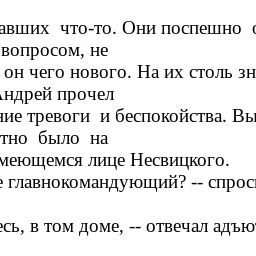 авших что-то. Они поспешно
вопросом, не
он чего нового. На их столь зн
Андрей прочел
ние тревоги и беспокойства. Вы
тно было на
меющемся лице Несвицкого.
е главнокомандующий? -- спрос
есь, в том доме, -- отвечал адъю